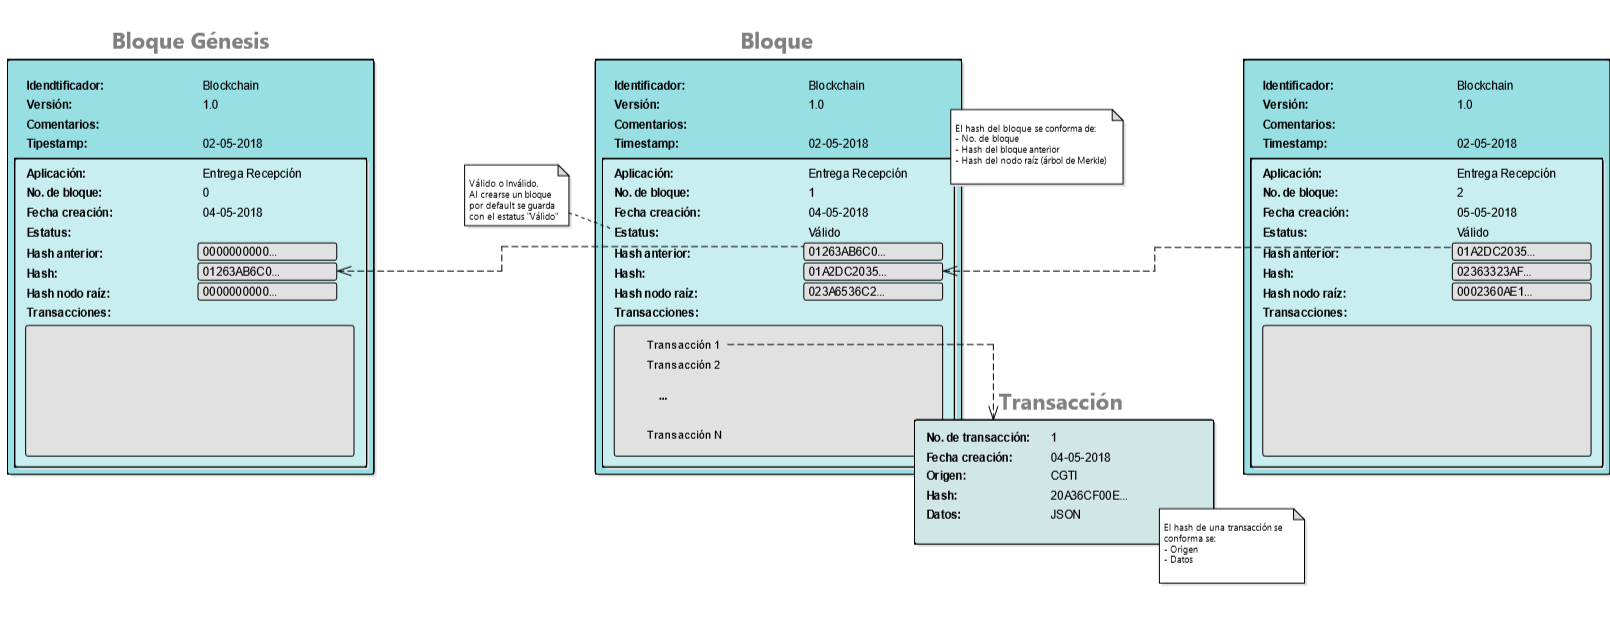 Bloque Génesis
Idendtificador: Blockchain
Versión: 1.0
Comentarios:
Tipestamp: 02-05-2018
Aplicación: Entrega Recepción
No. de bloque: 0
Fecha creación: 04-05-2018
Estatus:
Hash anterior: 0000000000...
Hash: 01263AB6C0...
Hash nodo raíz: 0000000000...
Transacciones:
Válido o Inválido.
Al crearse un bloque
por default se guarda
con el estatus "Válido"
Bloque
Identificador: Blockchain
Versión: 1.0
Comentarios:
Timestamp: 02-05-2018
Aplicación: Entrega Recepción
No. de bloque: 1
Fecha creación: 04-05-2018
Estatus: Válido
Hash anterior: 01263AB6C0...
Hash: 01A2DC2035...
Hash nodo raíz: 023A6536C2...
Transacciones:
Transacción 1
Transacción 2
...
Transacción N
El hash del bloque se conforma de:
- No. de bloque
- Hash del bloque anterior
- Hash del nodo raíz (árbol de Merkle)
Transacción
No. de transacción: 1
Fecha creación: 04-05-2018
Origen: CGTI
Hash: 20A36CF00E...
Datos: JSON
El hash de una transacción se
conforma se:
- Origen
- Datos
Identificador: Blockchain
Versión: 1.0
Comentarios:
Timestamp: 02-05-2018
Aplicación: Entrega Recepción
No. de bloque: 2
Fecha creación: 05-05-2018
Estatus: Válido
Hash anterior: 01A2DC2035...
Hash: 02363323AF...
Hash nodo raíz: 0002360AE1...
Transacciones: